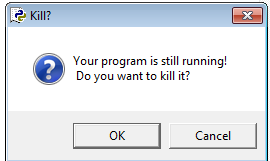 Kill?
Your program is still running!
Do you want to kill it?
OK
Cancel